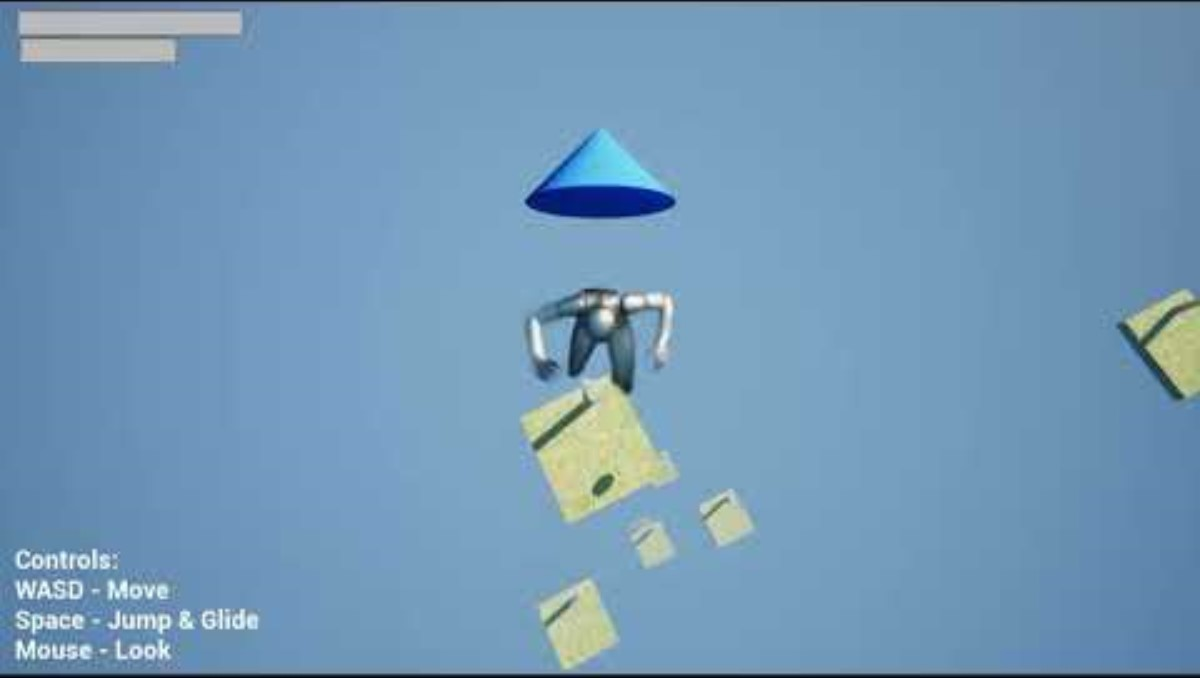 Controls:
WASD - Move
Space - Jump & Glide
Mouse - Look